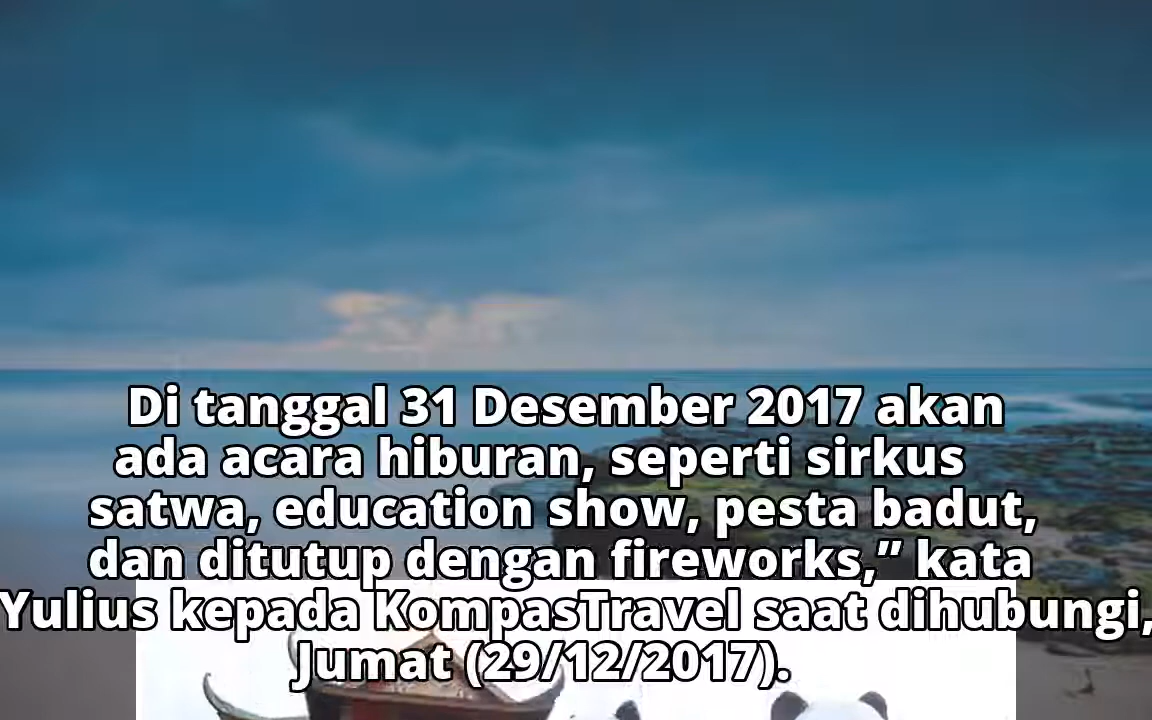 Di tanggal 31 Desember 2017 akan
ada acara hiburan, seperti sirkus
satwa, education show, pesta badut,
dan ditutup dengan fireworks,” kata
Yulius kepada KompasTravel saat dihubungi,
Jumat (29/12/2017).